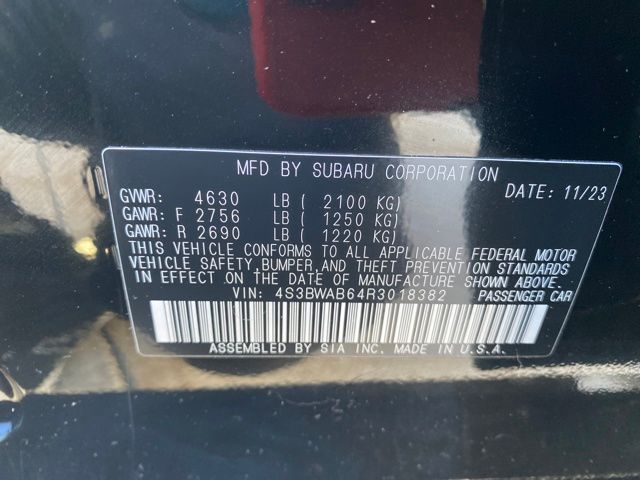 MFD BY SUBARU CORPORATION
DATE: 11/23
GVWR: 4630 LB ( 2100 KG)
GAWR: F 2756 LB ( 1250 KG)
GAWR: R 2690 LB ( 1220 KG)
THIS VEHICLE CONFORMS TO ALL APPLICABLE FEDERAL MOTOR
VEHICLE SAFETY,BUMPER,AND THEFT PREVENTION STANDARDS
IN EFFECT ON THE DATE OF MANUFACTURE SHOWN ABOVE.
VIN: 4S3BWAB64R3018382 PASSENGER CAR
ASSEMBLED BY SIA INC. MADE IN U.S.A.